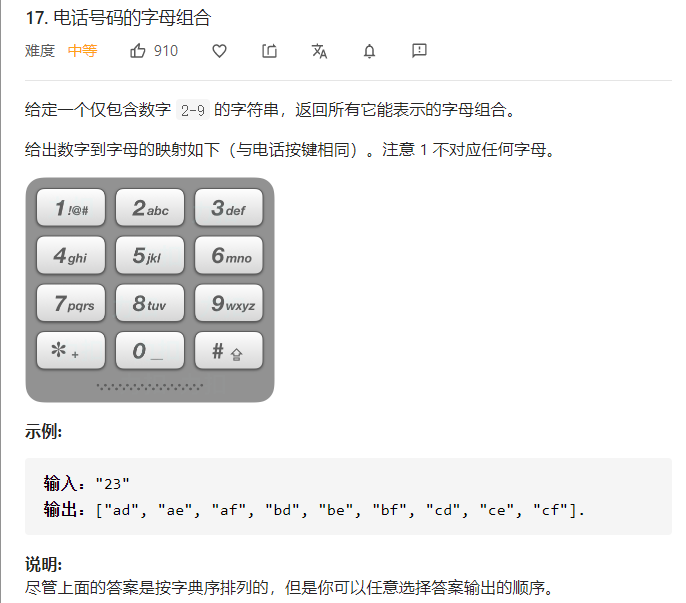 17. 电话号码的字母组合
难度 中等 910
给定一个仅包含数字 2-9 的字符串，返回所有它能表示的字母组合。
给出数字到字母的映射如下（与电话按键相同）。注意 1 不对应任何字母。
1 !@# 2 abc 3 def
4 ghi 5 jkl 6 mno
7 pqrs 8 tuv 9 wxyz
* + 0 _ #
示例:
输入："23"
输出：["ad", "ae", "af", "bd", "be", "bf", "cd", "ce", "cf"].
说明:
尽管上面的答案是按字典序排列的，但是你可以任意选择答案输出的顺序。